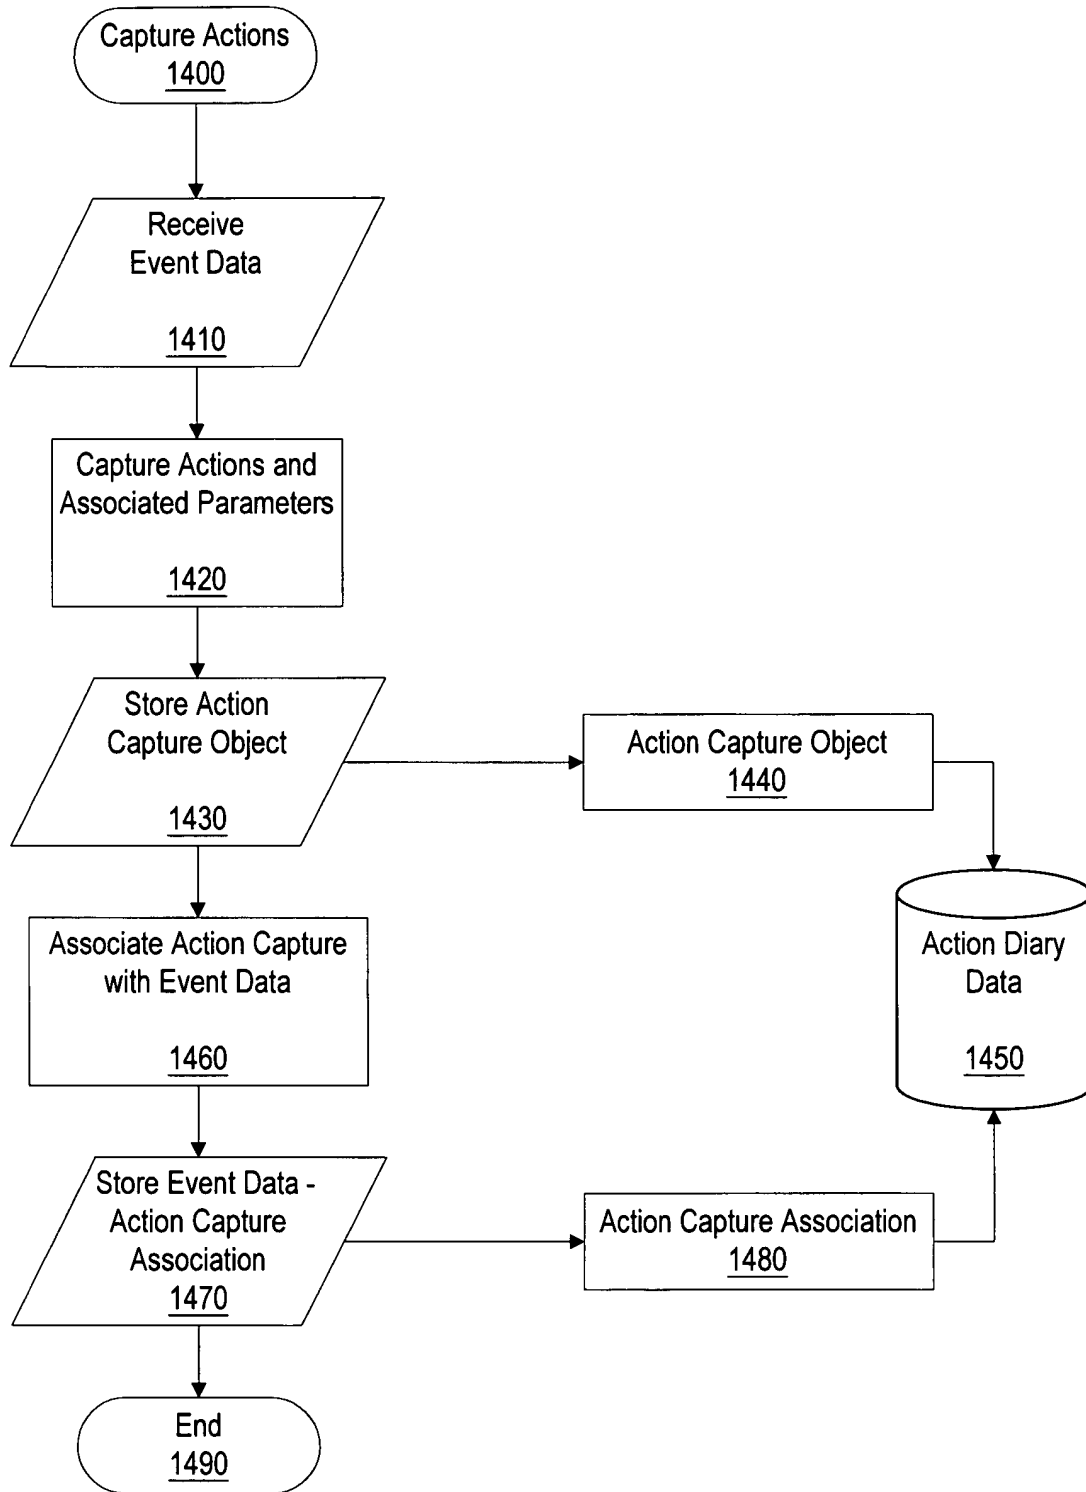 Capture Actions
1400
Receive
Event Data
1410
Capture Actions and
Associated Parameters
1420
Store Action
Capture Object
1430
Action Capture Object
1440
Action Diary
Data
1450
Associate Action Capture
with Event Data
1460
Store Event Data -
Action Capture
Association
1470
Action Capture Association
1480
End
1490